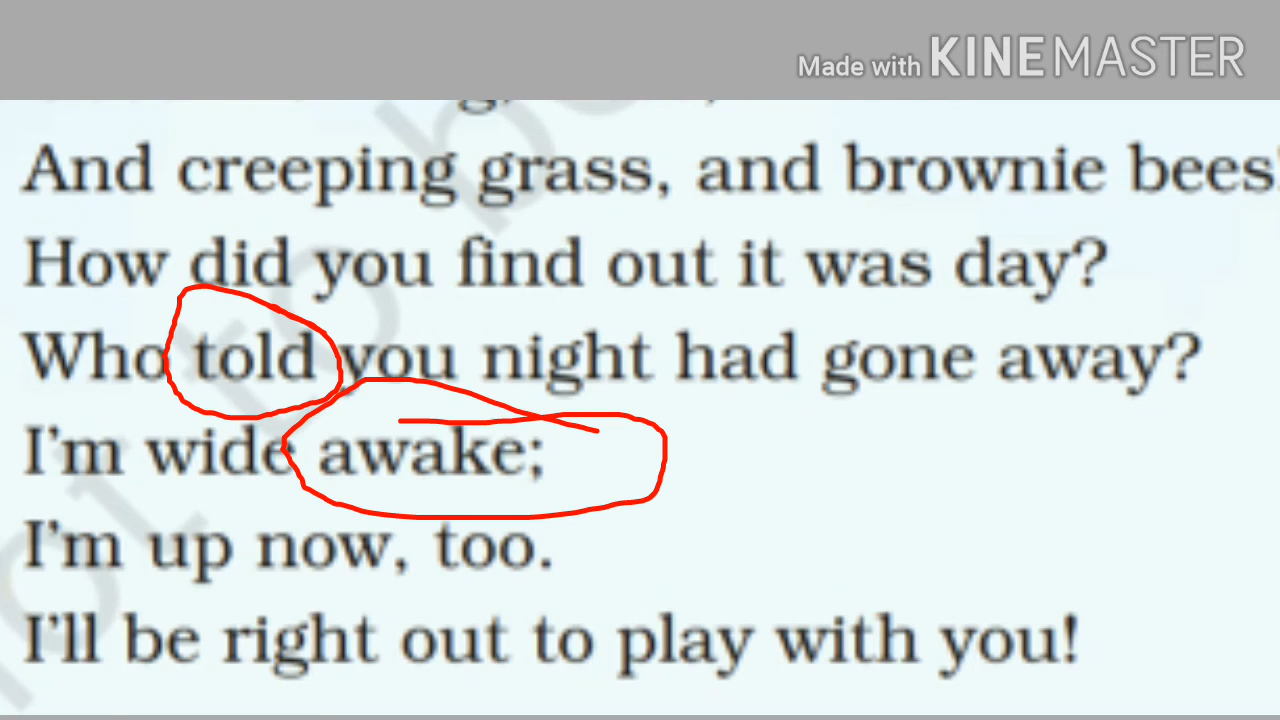 Made with KINEMASTER
And creeping grass, and brownie bees!
How did you find out it was day?
Who told you night had gone away?
I'm wide awake;
I'm up now, too.
I'll be right out to play with you!